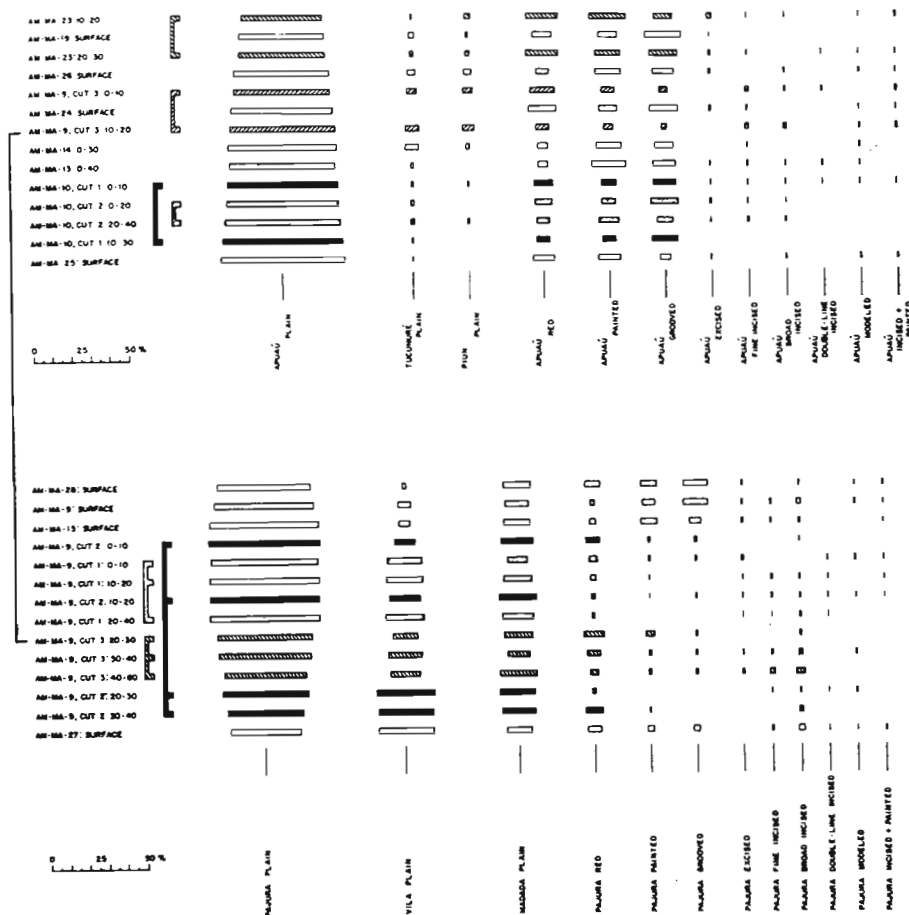 AM-MA 23:10 20
AM-MA-19 SURFACE
AM-MA-23:20 30
AM-MA-26 SURFACE
AM-MA-9, CUT 3 0-10
AM-MA-24 SURFACE
AM-MA-9, CUT 3 10-20
AM-MA-14 0-30
AM-MA-13 0-40
AM-MA-10, CUT 1 0-10
AM-MA-10, CUT 2 0-20
AM-MA-10, CUT 2 20-40
AM-MA-10, CUT 1 10-30
AM-MA 25 SURFACE
APUAÚ PLAIN
TUCUNARÉ PLAIN
PIUN PLAIN
APUAÚ RED
APUAÚ PAINTED
APUAÚ GROOVED
APUAÚ EXCISED
APUAÚ FINE INCISED
APUAÚ BROAD INCISED
APUAÚ DOUBLE-LINE INCISED
APUAÚ MODELED
APUAÚ INCISED + PAINTED
0 25 50 %
AM-MA-28: SURFACE
AM-MA-9: SURFACE
AM-MA-13: SURFACE
AM-MA-9, CUT 2 0-10
AM-MA-9, CUT 1: 0-10
AM-MA-9, CUT 1: 10-20
AM-MA-9, CUT 2: 10-20
AM-MA-9, CUT 1 20-40
AM-MA-9, CUT 3 20-30
AM-MA-9, CUT 3: 30-40
AM-MA-9, CUT 3: 40-60
AM-MA-9, CUT 2: 20-30
AM-MA-9, CUT 2 30-40
AM-MA-27: SURFACE
0 25 50 %
PAJURA PLAIN
VILA PLAIN
MADADA PLAIN
PAJURA RED
PAJURA PAINTED
PAJURA GROOVED
PAJURA EXCISED
PAJURA FINE INCISED
PAJURA BROAD INCISED
PAJURA DOUBLE-LINE INCISED
PAJURA MODELED
PAJURA INCISED + PAINTED